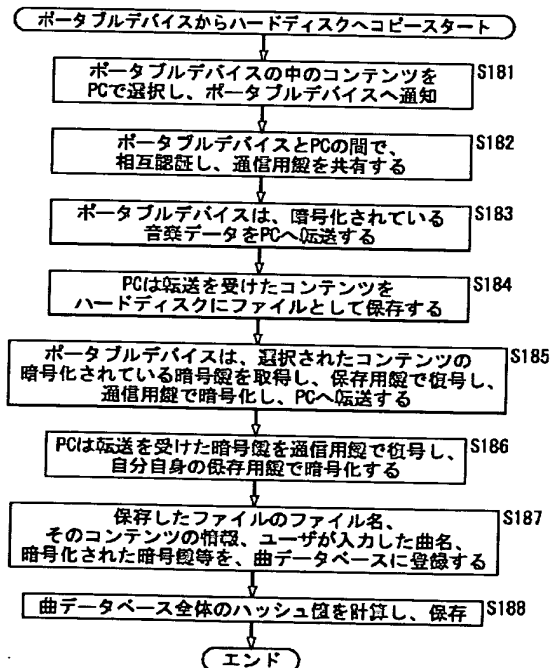 ポータブルデバイスからハードディスクへコピースタート
ポータブルデバイスの中のコンテンツを
PCで選択し、ポータブルデバイスへ通知
S181
ポータブルデバイスとPCの間で、
相互認証し、通信用鍵を共有する
S182
ポータブルデバイスは、暗号化されている
音楽データをPCへ転送する
S183
PCは転送を受けたコンテンツを
ハードディスクにファイルとして保存する
S184
ポータブルデバイスは、選択されたコンテンツの
暗号化されている暗号鍵を取得し、保存用鍵で復号し、
通信用鍵で暗号化し、PCへ転送する
S185
PCは転送を受けた暗号鍵を通信用鍵で復号し、
自分自身の保存用鍵で暗号化する
S186
保存したファイルのファイル名、
そのコンテンツの情報、ユーザが入力した曲名、
暗号化された暗号鍵等を、曲データベースに登録する
S187
曲データベース全体のハッシュ値を計算し、保存
S188
エンド